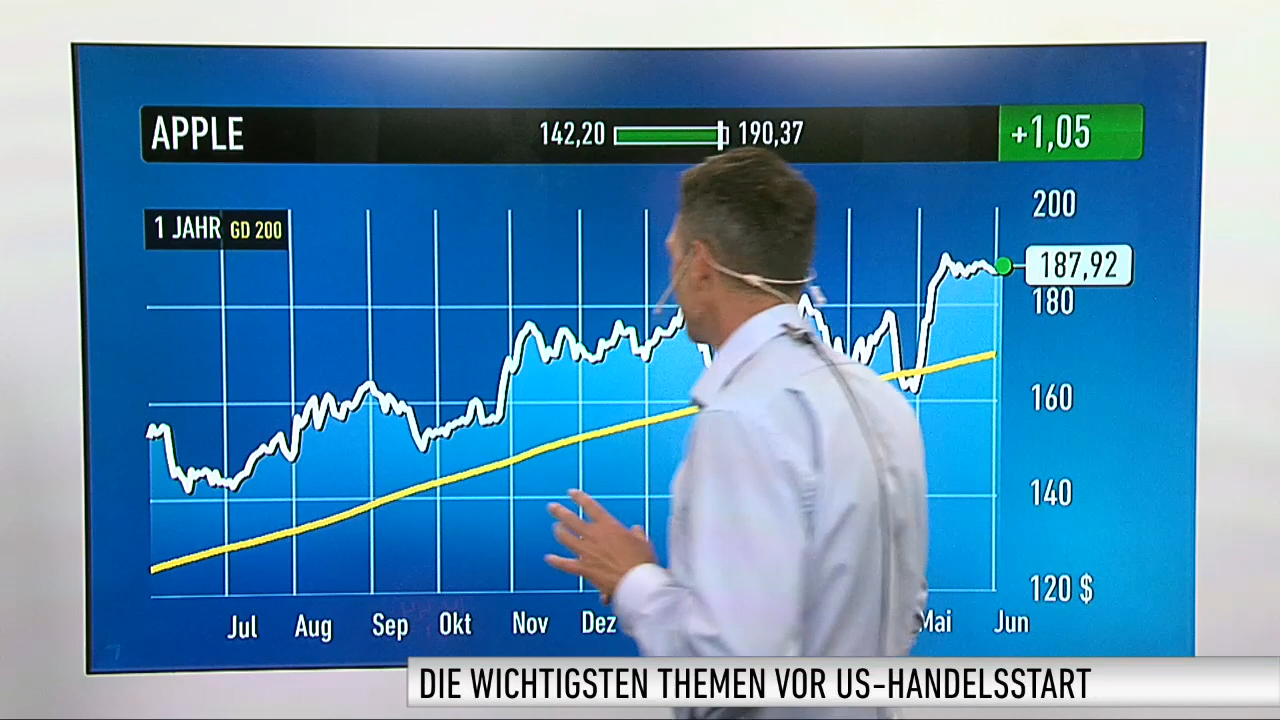 APPLE 142,20 190,37 +1,05
1 JAHR GD 200
200
187,92
180
160
140
120 $
Jul Aug Sep Okt Nov Dez Mai Jun
DIE WICHTIGSTEN THEMEN VOR US-HANDELSSTART